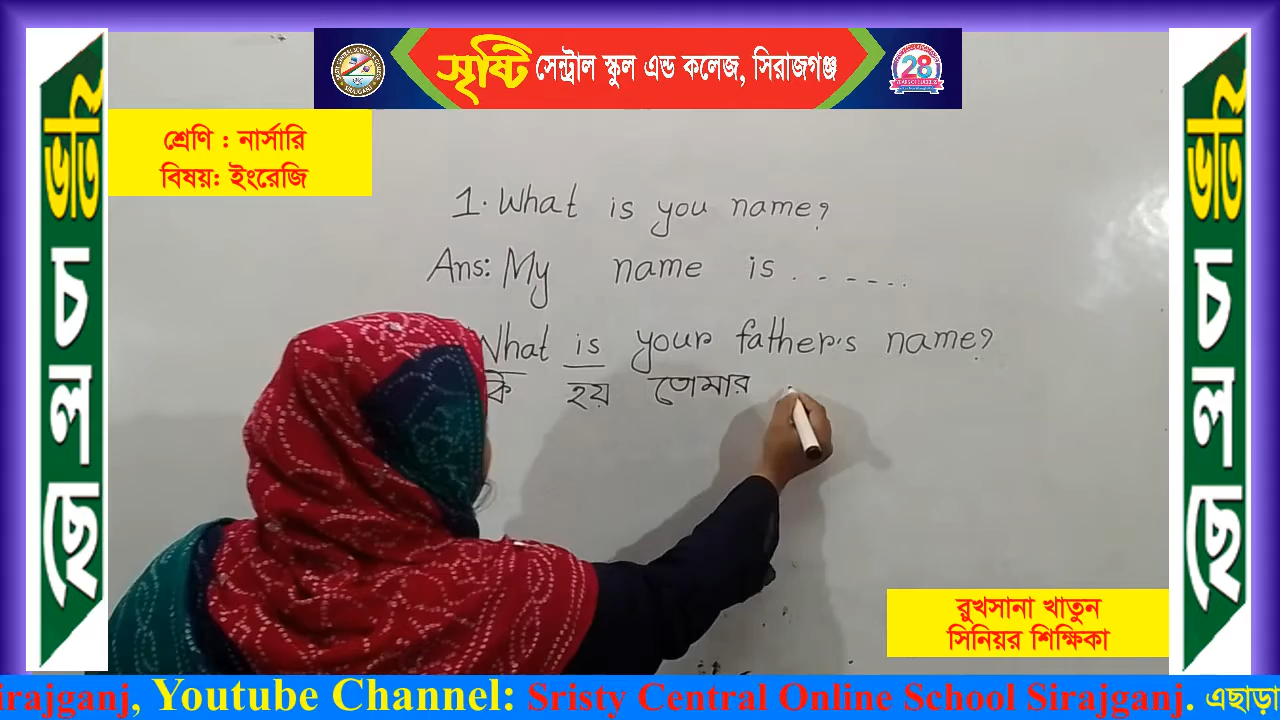 সৃষ্টি সেন্ট্রাল স্কুল এন্ড কলেজ, সিরাজগঞ্জ
28
শ্রেণি : নার্সারি
বিষয়: ইংরেজি
ভর্তি চলছে
ভর্তি চলছে
1. What is you name?
Ans: My name is . - - - - . .
What is your father's name?
কি হয় তোমার
রুখসানা খাতুন
সিনিয়র শিক্ষিকা
irajganj, Youtube Channel: Sristy Central Online School Sirajganj. এছাড়া